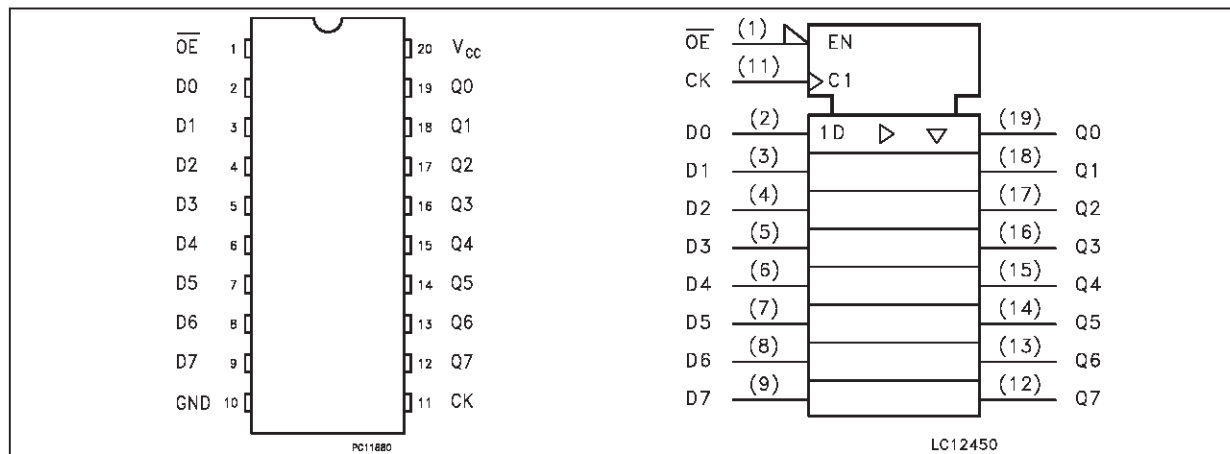 O̅E̅ 1 20 VCC
D0 2 19 Q0
D1 3 18 Q1
D2 4 17 Q2
D3 5 16 Q3
D4 6 15 Q4
D5 7 14 Q5
D6 8 13 Q6
D7 9 12 Q7
GND 10 11 CK
PC11880
O̅E̅ (1) EN
CK (11) C1
D0 (2) 1D (19) Q0
D1 (3) (18) Q1
D2 (4) (17) Q2
D3 (5) (16) Q3
D4 (6) (15) Q4
D5 (7) (14) Q5
D6 (8) (13) Q6
D7 (9) (12) Q7
LC12450